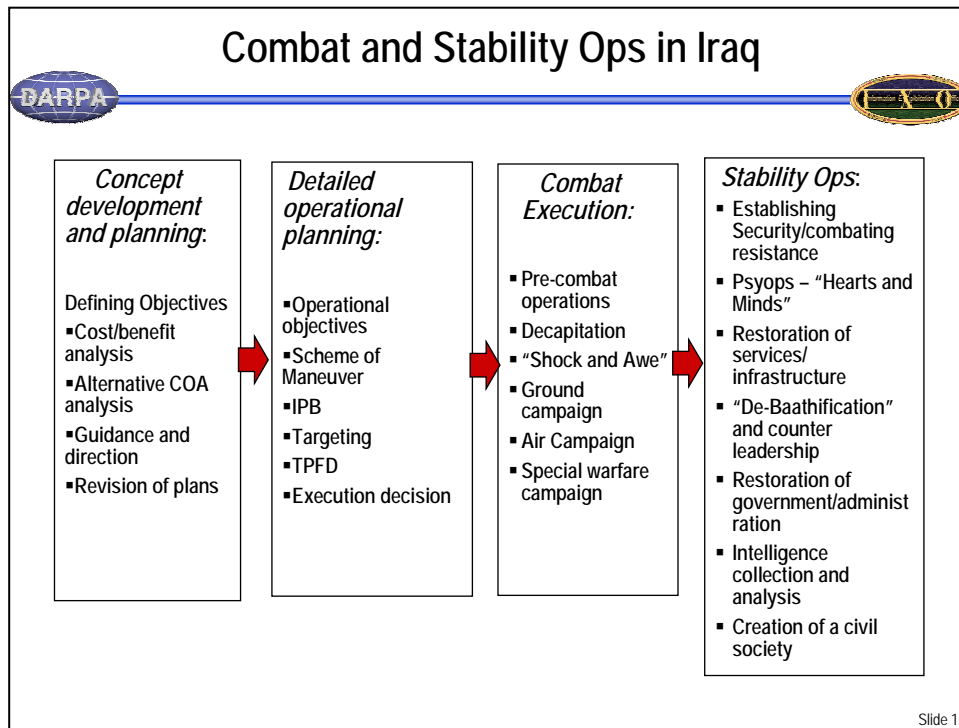 Combat and Stability Ops in Iraq
DARPA
Information Exploitation Office
I X O
Concept
development
and planning:
Defining Objectives
▪Cost/benefit
analysis
▪Alternative COA
analysis
▪Guidance and
direction
▪Revision of plans
Detailed
operational
planning:
▪Operational
objectives
▪Scheme of
Maneuver
▪IPB
▪Targeting
▪TPFD
▪Execution decision
Combat
Execution:
▪Pre-combat
operations
▪Decapitation
▪“Shock and Awe”
▪Ground
campaign
▪Air Campaign
▪Special warfare
campaign
Stability Ops:
▪ Establishing
Security/combating
resistance
▪ Psyops – “Hearts and
Minds”
▪ Restoration of
services/
infrastructure
▪ “De-Baathification”
and counter
leadership
▪ Restoration of
government/administ
ration
▪ Intelligence
collection and
analysis
▪ Creation of a civil
society
Slide 1